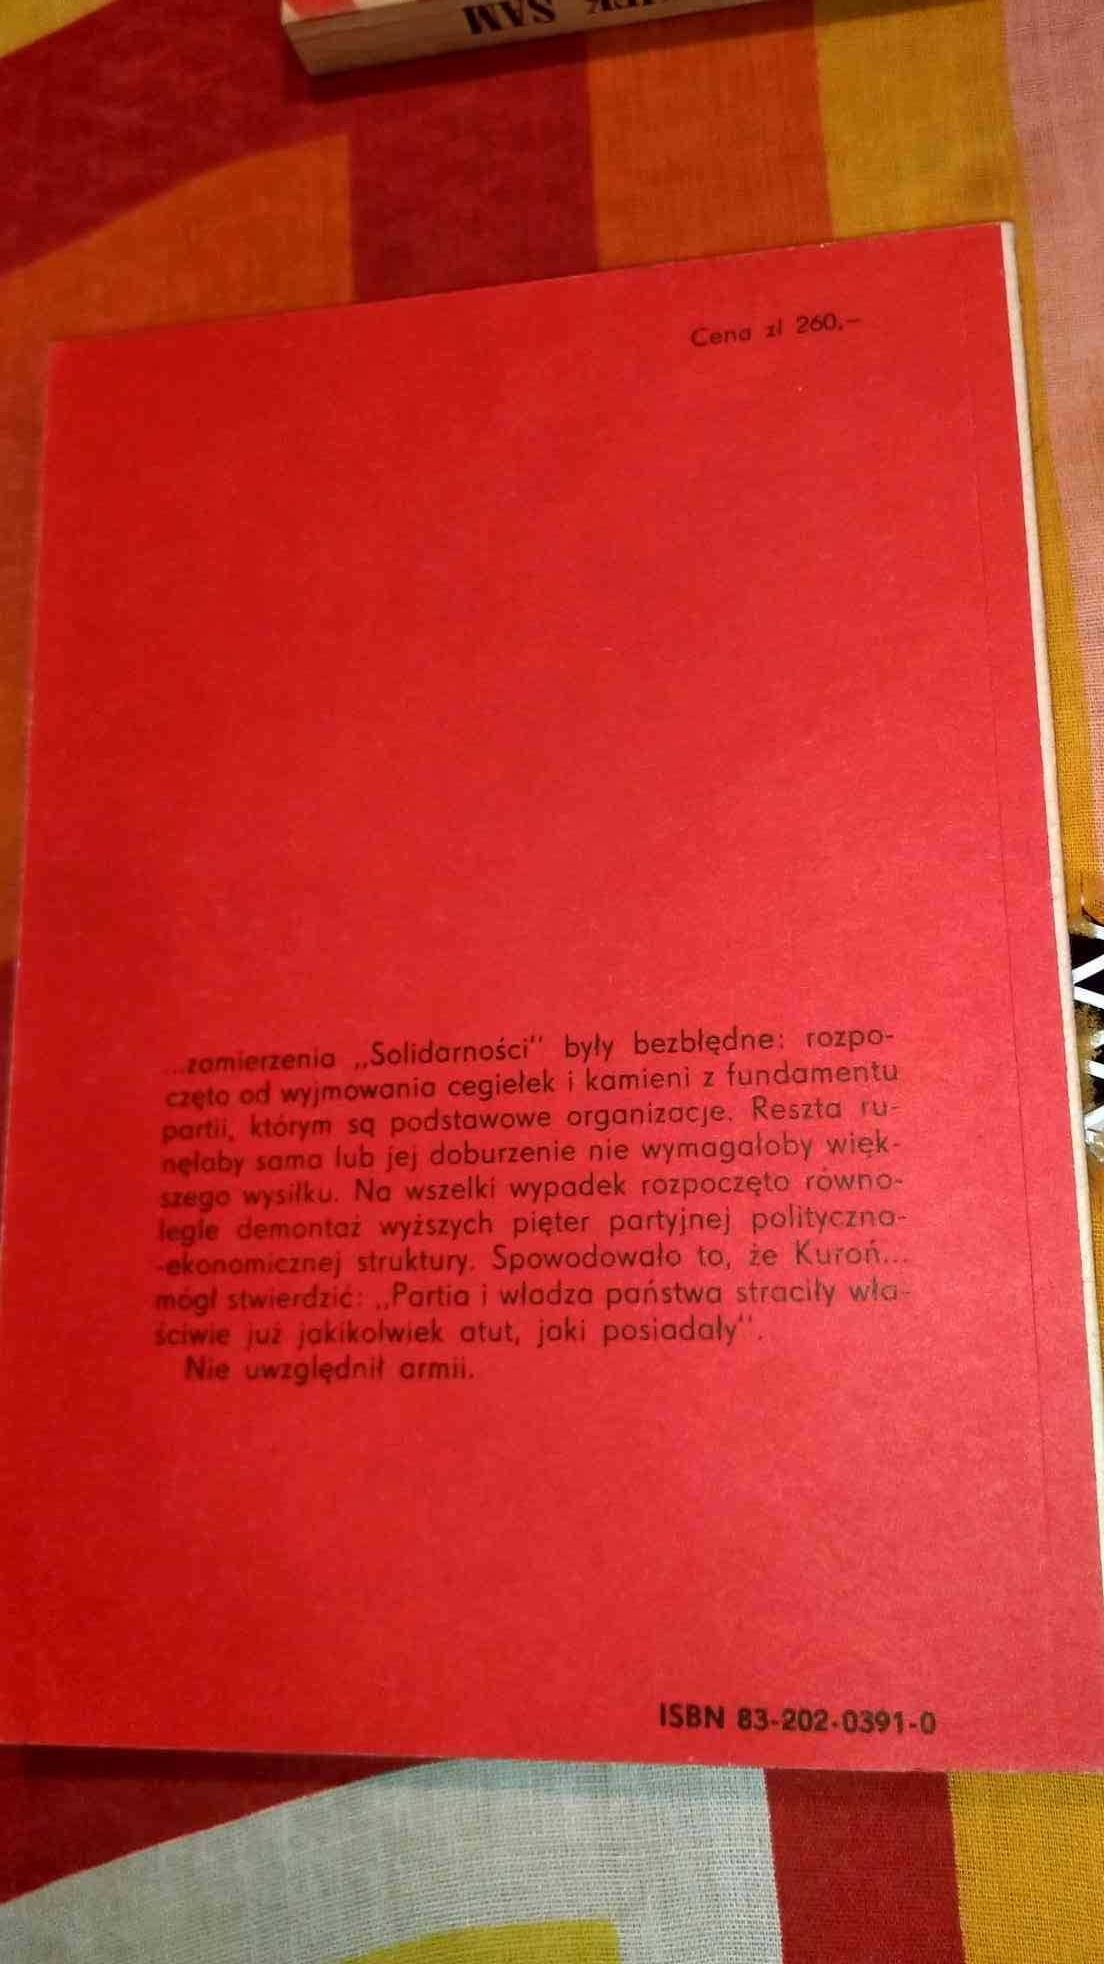 SAM
Cena zł 260,—
...zamierzenia „Solidarności" były bezbłędne: rozpo-
częto od wyjmowania cegiełek i kamieni z fundamentu
partii, którym są podstawowe organizacje. Reszta ru-
nęłaby sama lub jej doburzenie nie wymagałoby więk-
szego wysiłku. Na wszelki wypadek rozpoczęto równo-
legle demontaż wyższych pięter partyjnej polityczno-
-ekonomicznej struktury. Spowodowało to, że Kuroń...
mógł stwierdzić: „Partia i władza państwa straciły wła-
ściwie już jakikolwiek atut, jaki posiadały".
Nie uwzględnił armii.
ISBN 83-202-0391-0